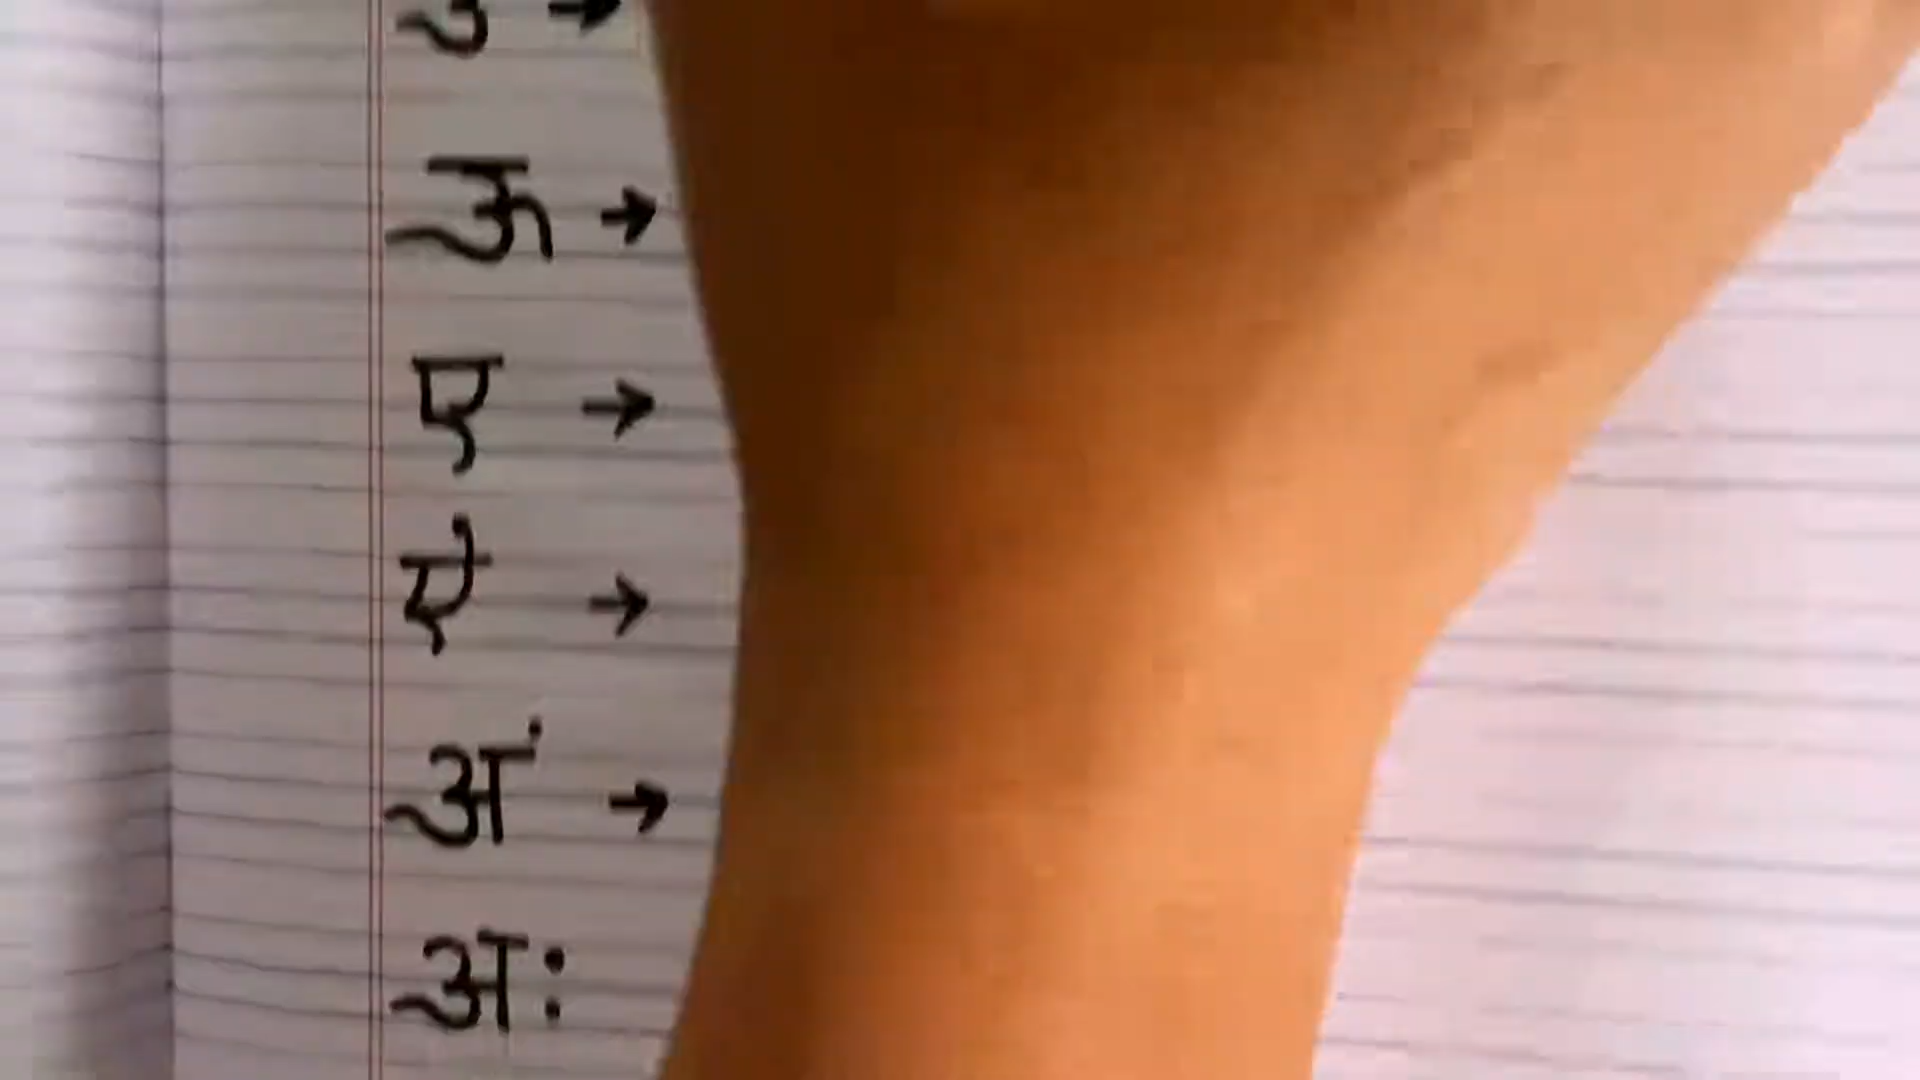 ऊ →
ए →
ऐ →
अं →
अः